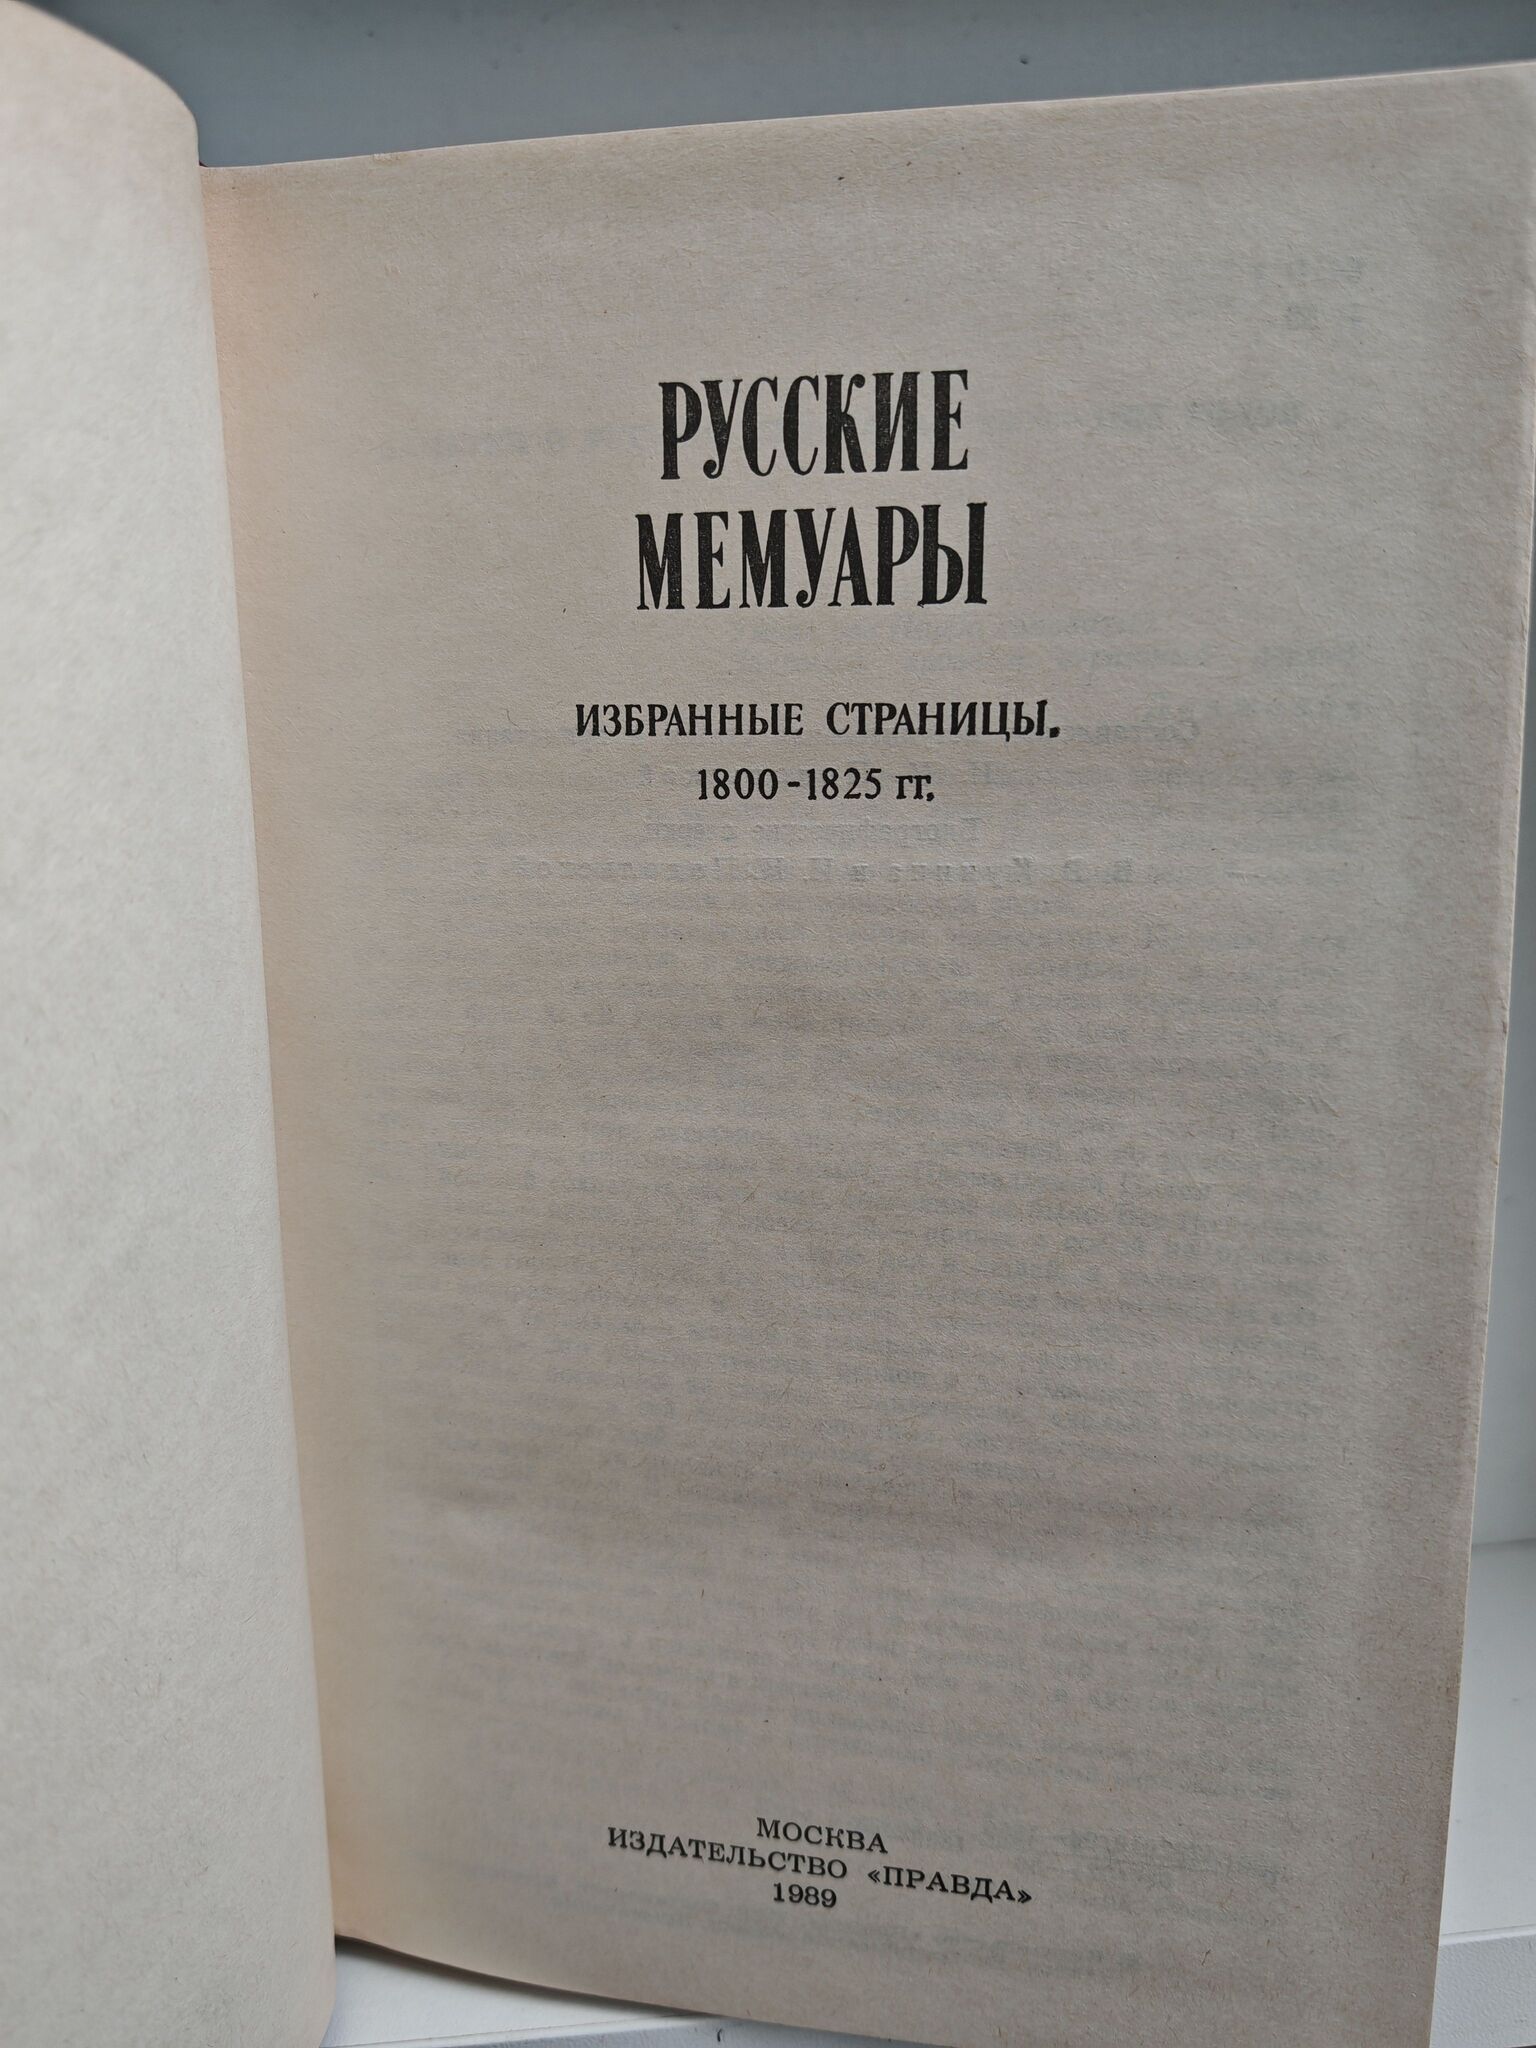 РУССКИЕ
МЕМУАРЫ
ИЗБРАННЫЕ СТРАНИЦЫ.
1800-1825 гг.
МОСКВА
ИЗДАТЕЛЬСТВО «ПРАВДА»
1989